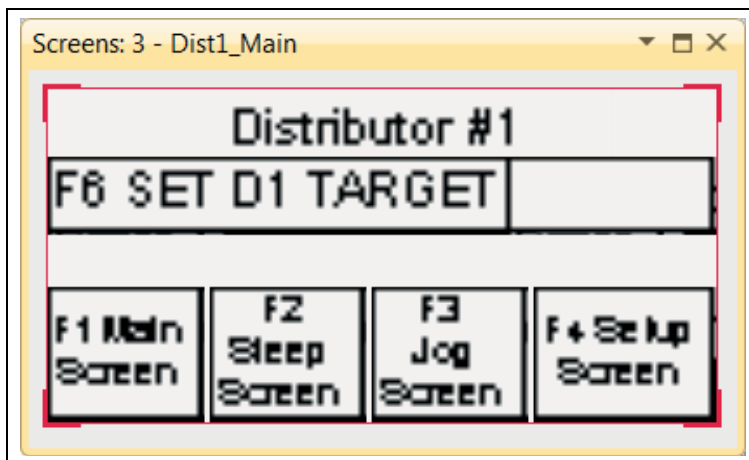 Screens: 3 - Dist1_Main
Distributor #1
F6 SET D1 TARGET
F1 Main
Screen
F2
Sleep
Screen
F3
Jog
Screen
F4 Setup
Screen